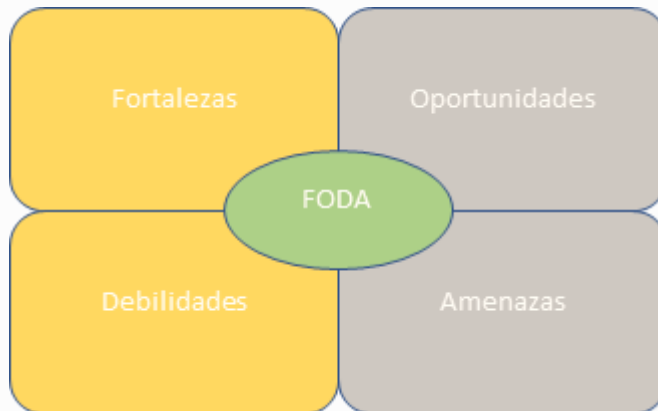 Fortalezas
Oportunidades
FODA
Debilidades
Amenazas